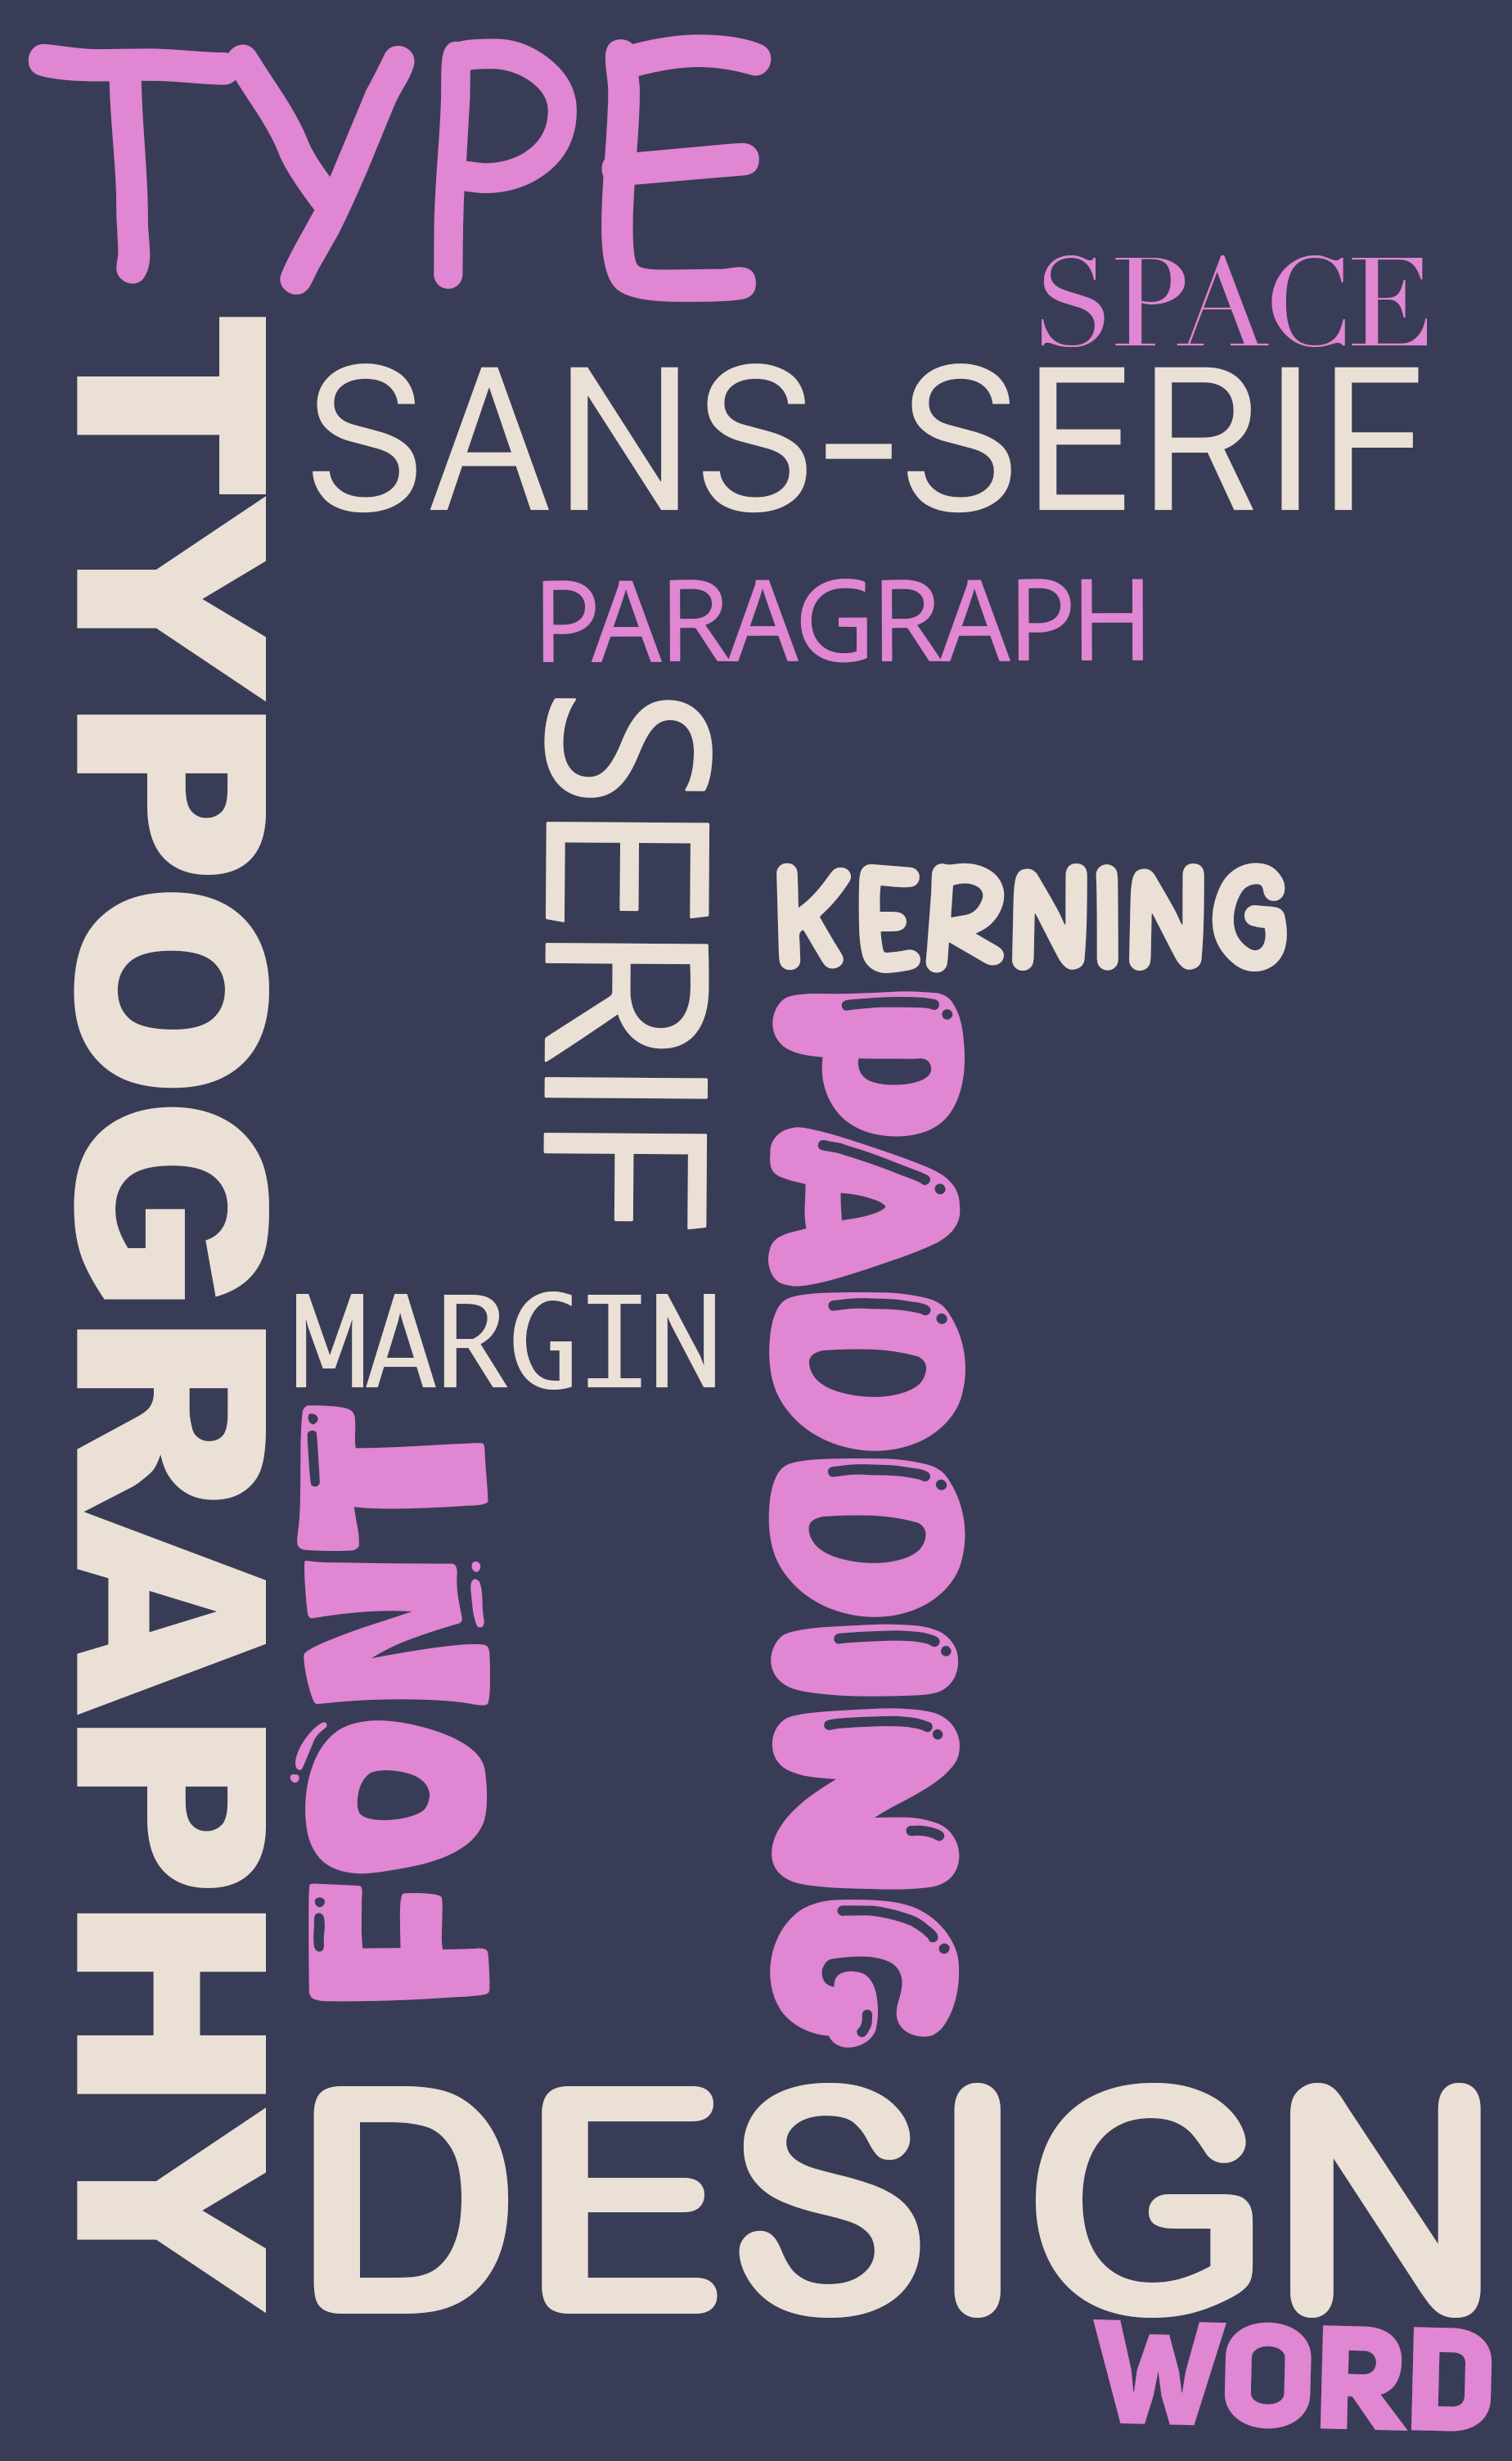 TYPE
SPACE
SANS-SERIF
TYPOGRAPHY
PARAGRAPH
SERIF
KERNING
PADDING
MARGIN
FONT
DESIGN
WORD